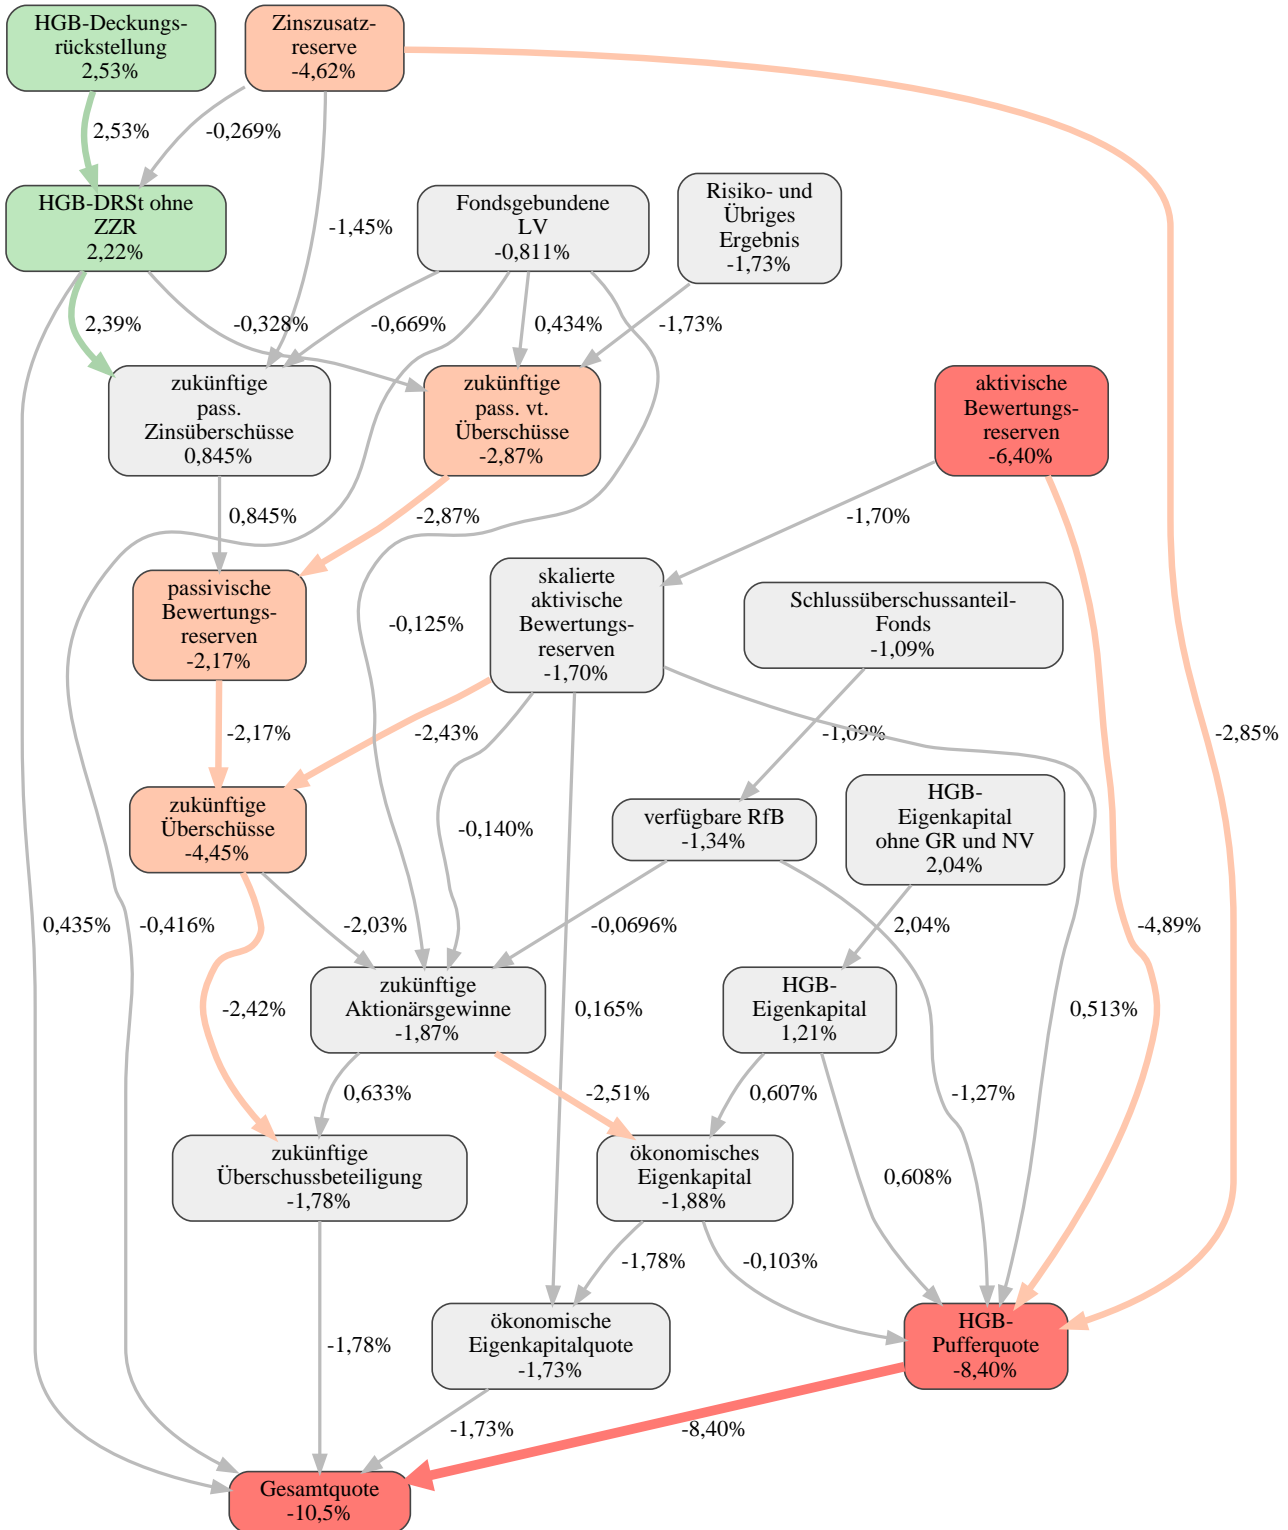 HGB-Deckungs-
rückstellung
2,53%
Zinszusatz-
reserve
-4,62%
2,53%
-0,269%
HGB-DRSt ohne
ZZR
2,22%
-1,45%
Fondsgebundene
LV
-0,811%
Risiko- und
Übriges
Ergebnis
-1,73%
2,39%
-0,328%
-0,669%
0,434%
-1,73%
zukünftige
pass.
Zinsüberschüsse
0,845%
zukünftige
pass. vt.
Überschüsse
-2,87%
aktivische
Bewertungs-
reserven
-6,40%
0,845%
-2,87%
-1,70%
passivische
Bewertungs-
reserven
-2,17%
-0,125%
skalierte
aktivische
Bewertungs-
reserven
-1,70%
Schlussüberschussanteil-
Fonds
-1,09%
-2,17%
-2,43%
-1,09%
-2,85%
zukünftige
Überschüsse
-4,45%
-0,140%
verfügbare RfB
-1,34%
HGB-
Eigenkapital
ohne GR und NV
2,04%
0,435%
-0,416%
-2,03%
-0,0696%
2,04%
-4,89%
-2,42%
zukünftige
Aktionärsgewinne
-1,87%
0,165%
HGB-
Eigenkapital
1,21%
0,513%
0,633%
-2,51%
0,607%
-1,27%
zukünftige
Überschussbeteiligung
-1,78%
ökonomisches
Eigenkapital
-1,88%
0,608%
-1,78%
-0,103%
-1,78%
ökonomische
Eigenkapitalquote
-1,73%
HGB-
Pufferquote
-8,40%
-1,73%
-8,40%
Gesamtquote
-10,5%